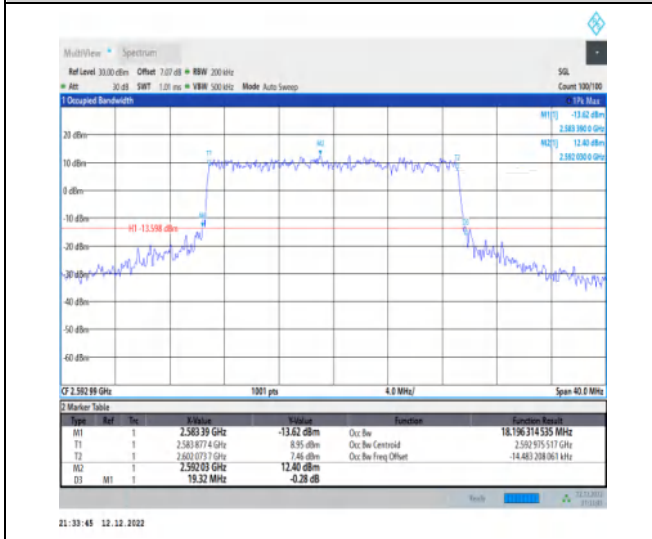 MultiView Spectrum
Ref Level 30.00 dBm Offset 7.07 dB RBW 200 kHz SGL
Att 30 dB SWT 1.01 ms VBW 500 kHz Mode Auto Sweep Count 100/100
1 Occupied Bandwidth 1Pk Max
M1[1] -13.62 dBm
2.583 390 0 GHz
M2[1] 12.40 dBm
2.592 030 0 GHz
20 dBm
M2
T1
T2
10 dBm
0 dBm
-10 dBm
M1
H1 -13.598 dBm
-20 dBm
-30 dBm
-40 dBm
-50 dBm
-60 dBm
CF 2.592 99 GHz 1001 pts 4.0 MHz/ Span 40.0 MHz
2 Marker Table
Type Ref Trc X-Value Y-Value Function Function Result
M1 1 2.583 39 GHz -13.62 dBm Occ Bw 18.196 314 535 MHz
T1 1 2.583 877 4 GHz 8.95 dBm Occ Bw Centroid 2.592 975 517 GHz
T2 1 2.602 073 7 GHz 7.46 dBm Occ Bw Freq Offset -14.483 208 061 kHz
M2 1 2.592 03 GHz 12.40 dBm
D3 M1 1 19.32 MHz -0.28 dB
Ready 12.12.2022
21:33:45 12.12.2022